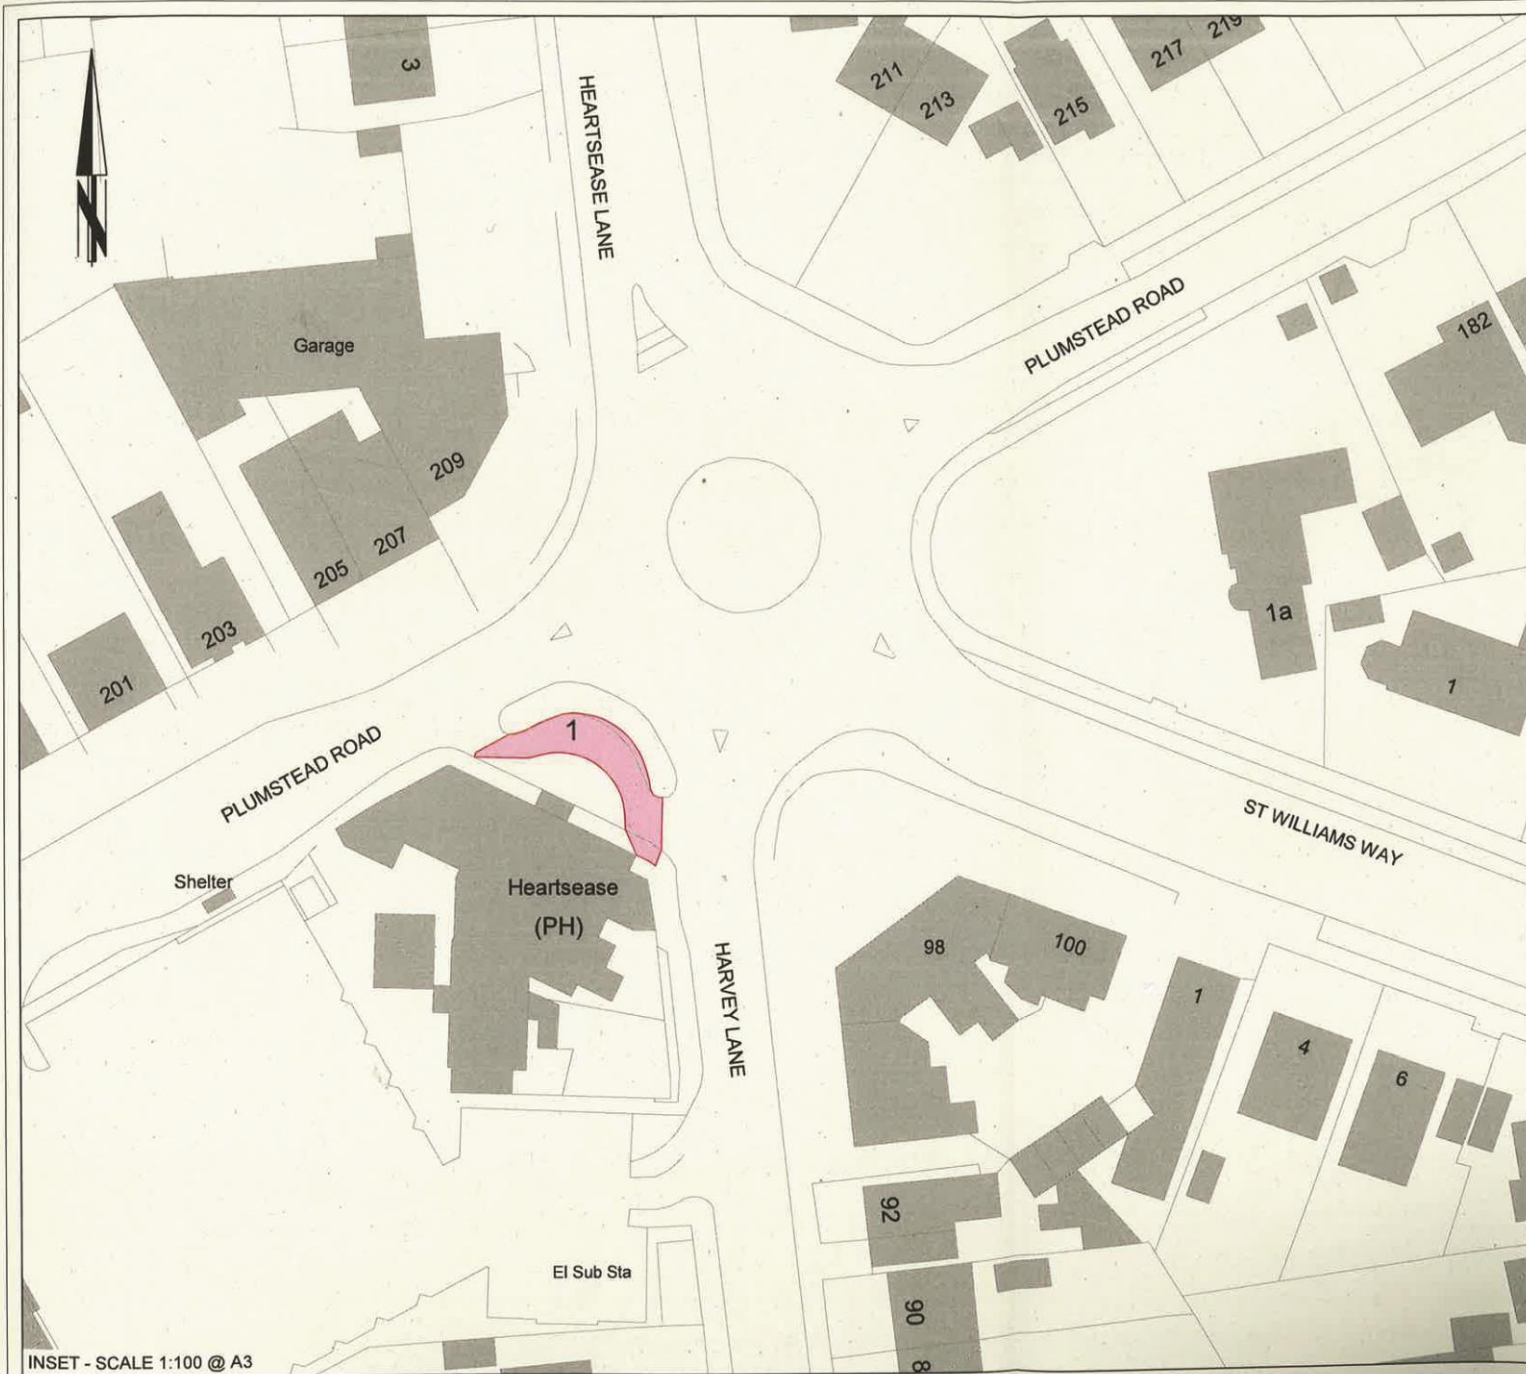 3
HEARTSEASE LANE
211
213
215
217
219
N
Garage
PLUMSTEAD ROAD
182
209
207
205
203
201
1a
1
1
PLUMSTEAD ROAD
ST WILLIAMS WAY
Shelter
Heartsease
(PH)
HARVEY LANE
98
100
1
4
6
92
El Sub Sta
90
8
INSET - SCALE 1:100 @ A3